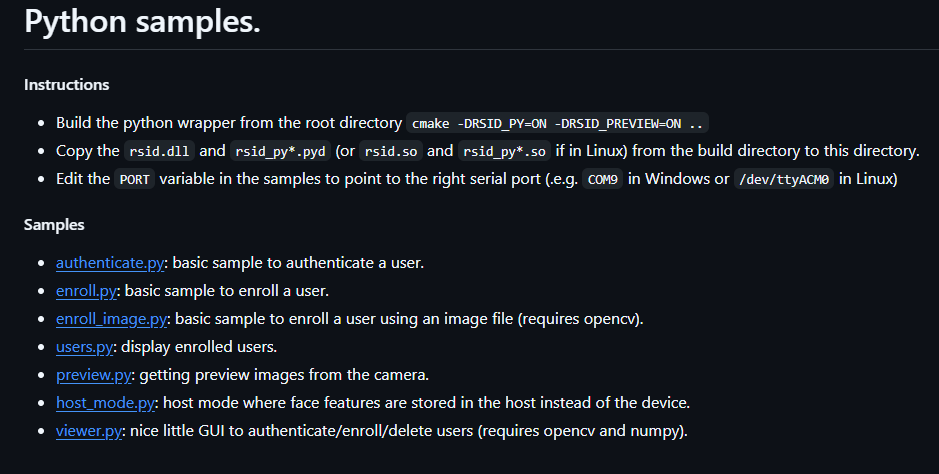 Python samples.
Instructions
Build the python wrapper from the root directory cmake -DRSID_PY=ON -DRSID_PREVIEW=ON ..
Copy the rsid.dll and rsid_py*.pyd (or rsid.so and rsid_py*.so if in Linux) from the build directory to this directory.
Edit the PORT variable in the samples to point to the right serial port (.e.g. COM9 in Windows or /dev/ttyACM0 in Linux)
Samples
authenticate.py: basic sample to authenticate a user.
enroll.py: basic sample to enroll a user.
enroll_image.py: basic sample to enroll a user using an image file (requires opencv).
users.py: display enrolled users.
preview.py: getting preview images from the camera.
host_mode.py: host mode where face features are stored in the host instead of the device.
viewer.py: nice little GUI to authenticate/enroll/delete users (requires opencv and numpy).